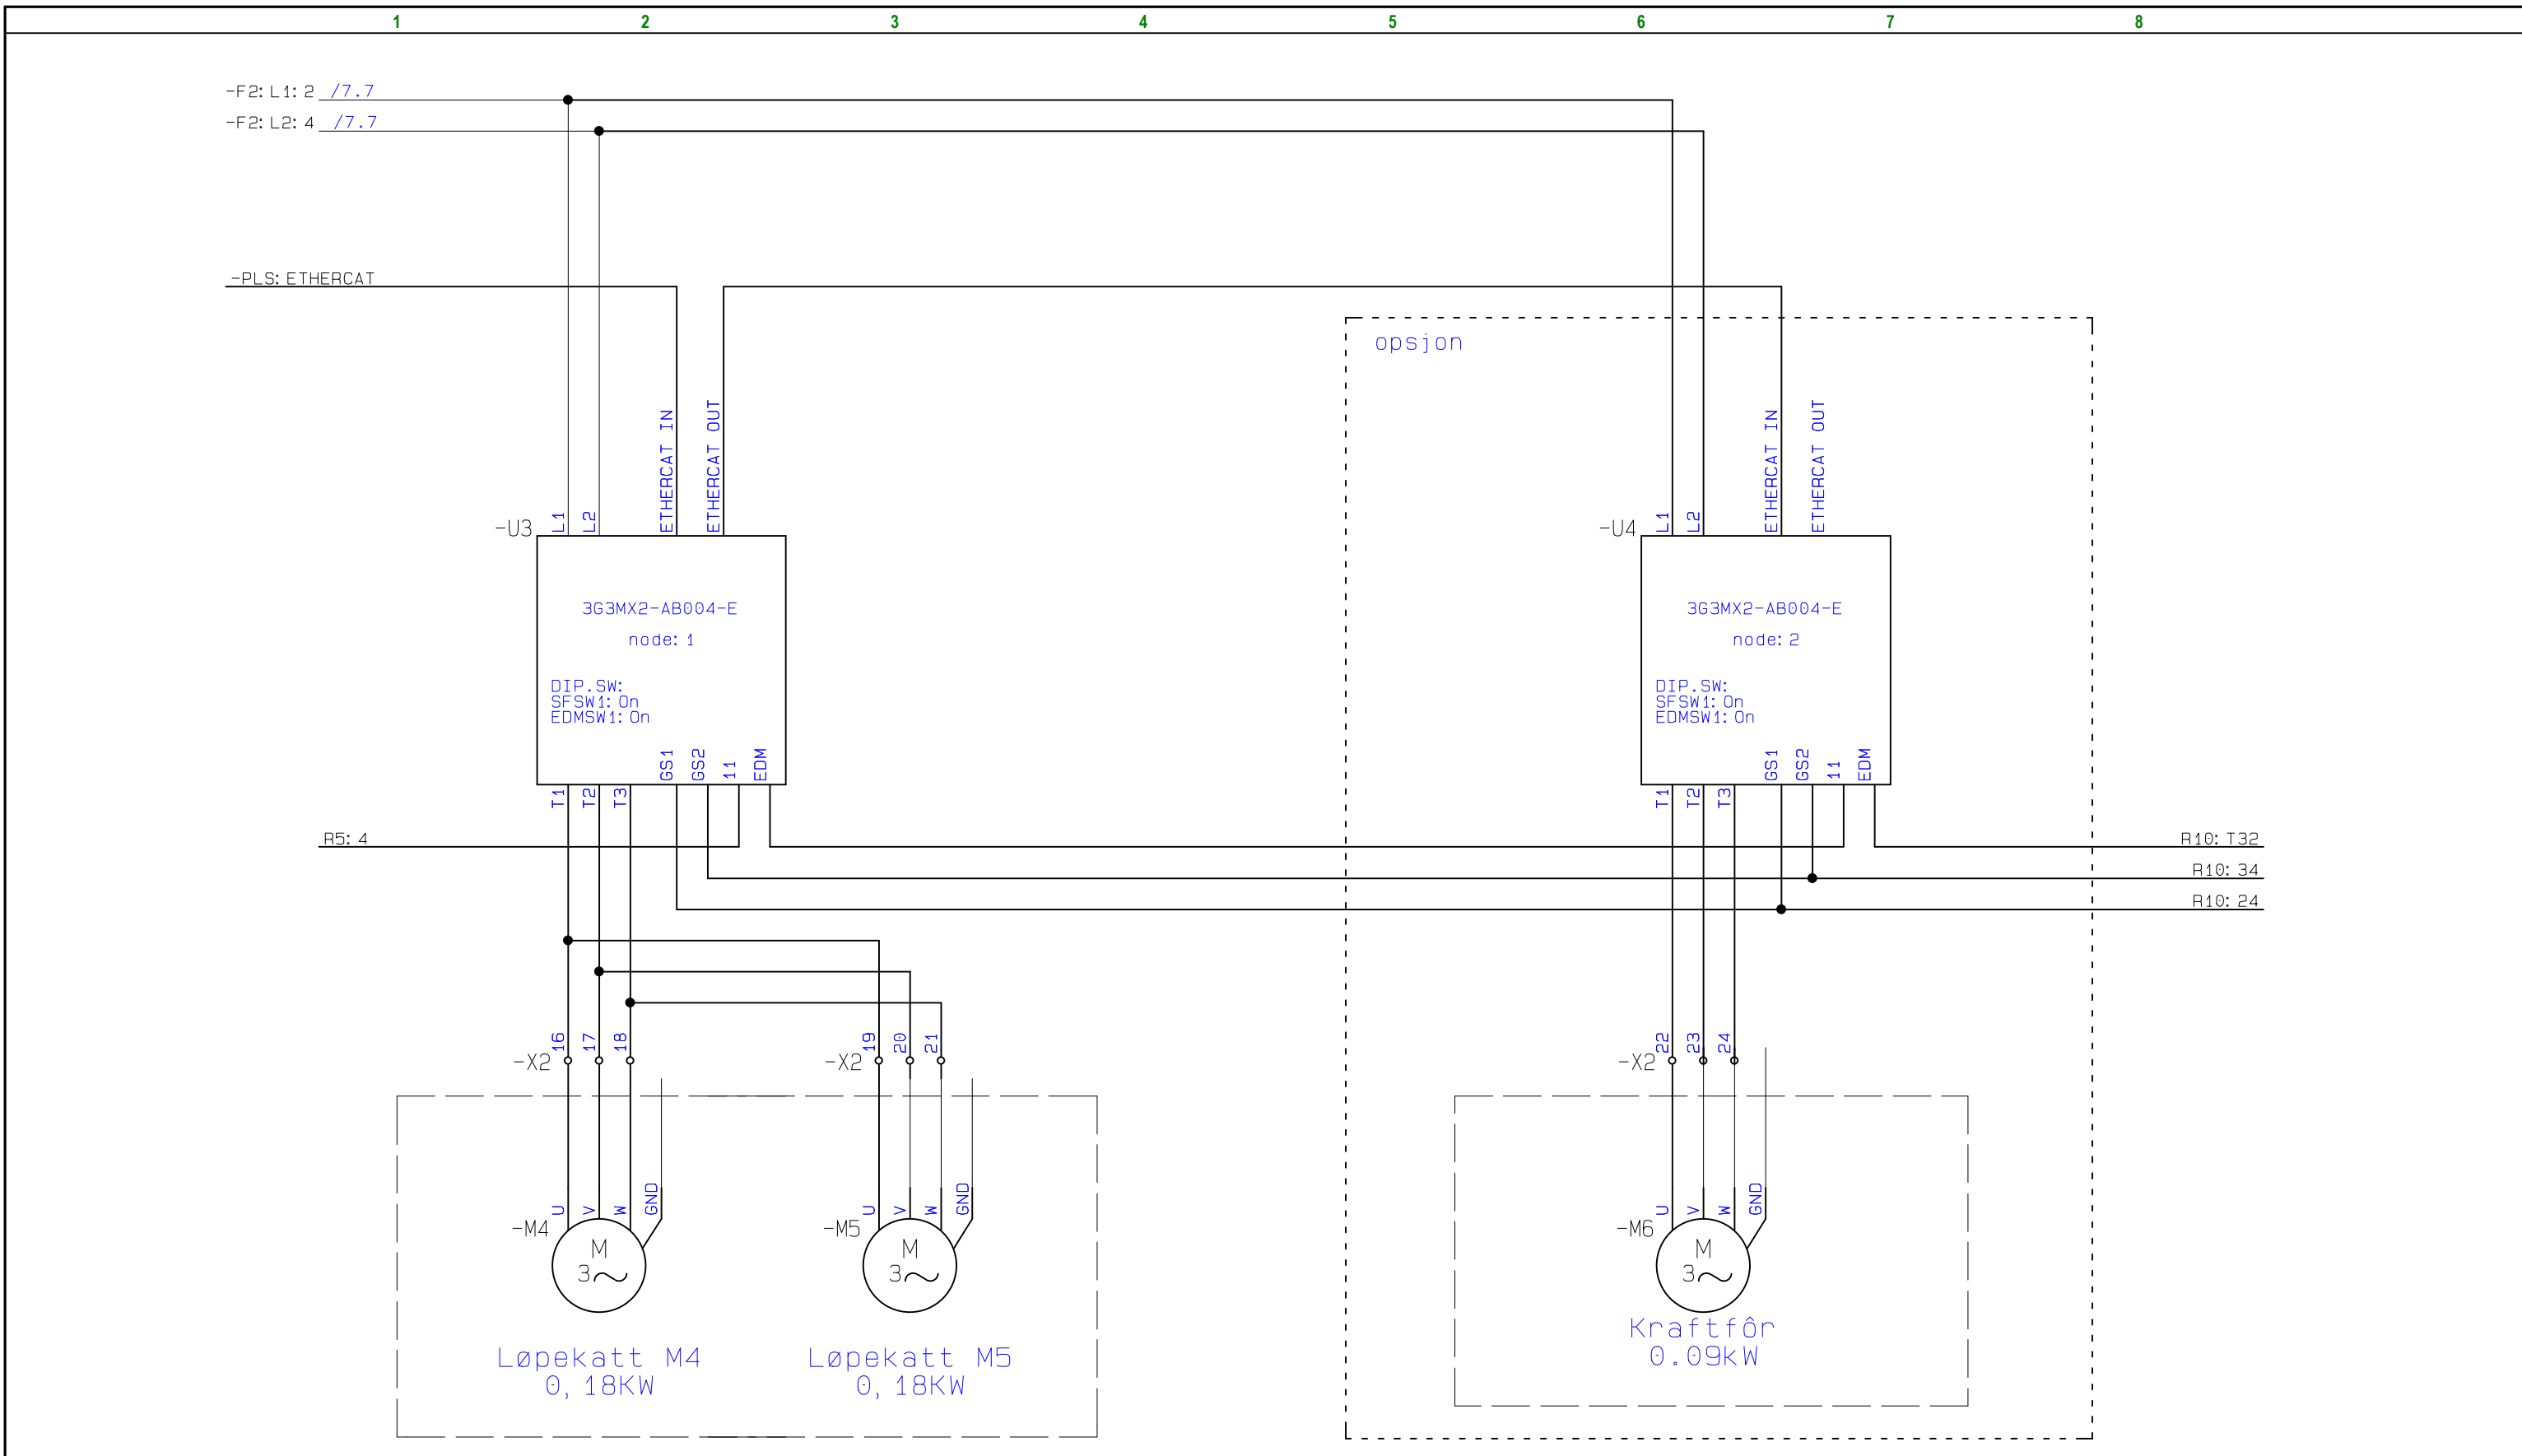 1 2 3 4 5 6 7 8
-F2:L1:2 /7.7
-F2:L2:4 /7.7
-PLS:ETHERCAT
opsjon
-U3 L1 L2 ETHERCAT IN ETHERCAT OUT
-U4 L1 L2 ETHERCAT IN ETHERCAT OUT
3G3MX2-AB004-E
node:1
DIP.SW:
SFSW1:On
EDMSW1:On
GS1 GS2 11 EDM
T1 T2 T3
3G3MX2-AB004-E
node:2
DIP.SW:
SFSW1:On
EDMSW1:On
GS1 GS2 11 EDM
T1 T2 T3
R5:4
R10:T32
R10:34
R10:24
-X2 16 17 18
-X2 19 20 21
-X2 22 23 24
-M4 U V W GND
M
3~
Løpekatt M4
0,18KW
-M5 U V W GND
M
3~
Løpekatt M5
0,18KW
-M6 U V W GND
M
3~
Kraftfôr
0.09kW